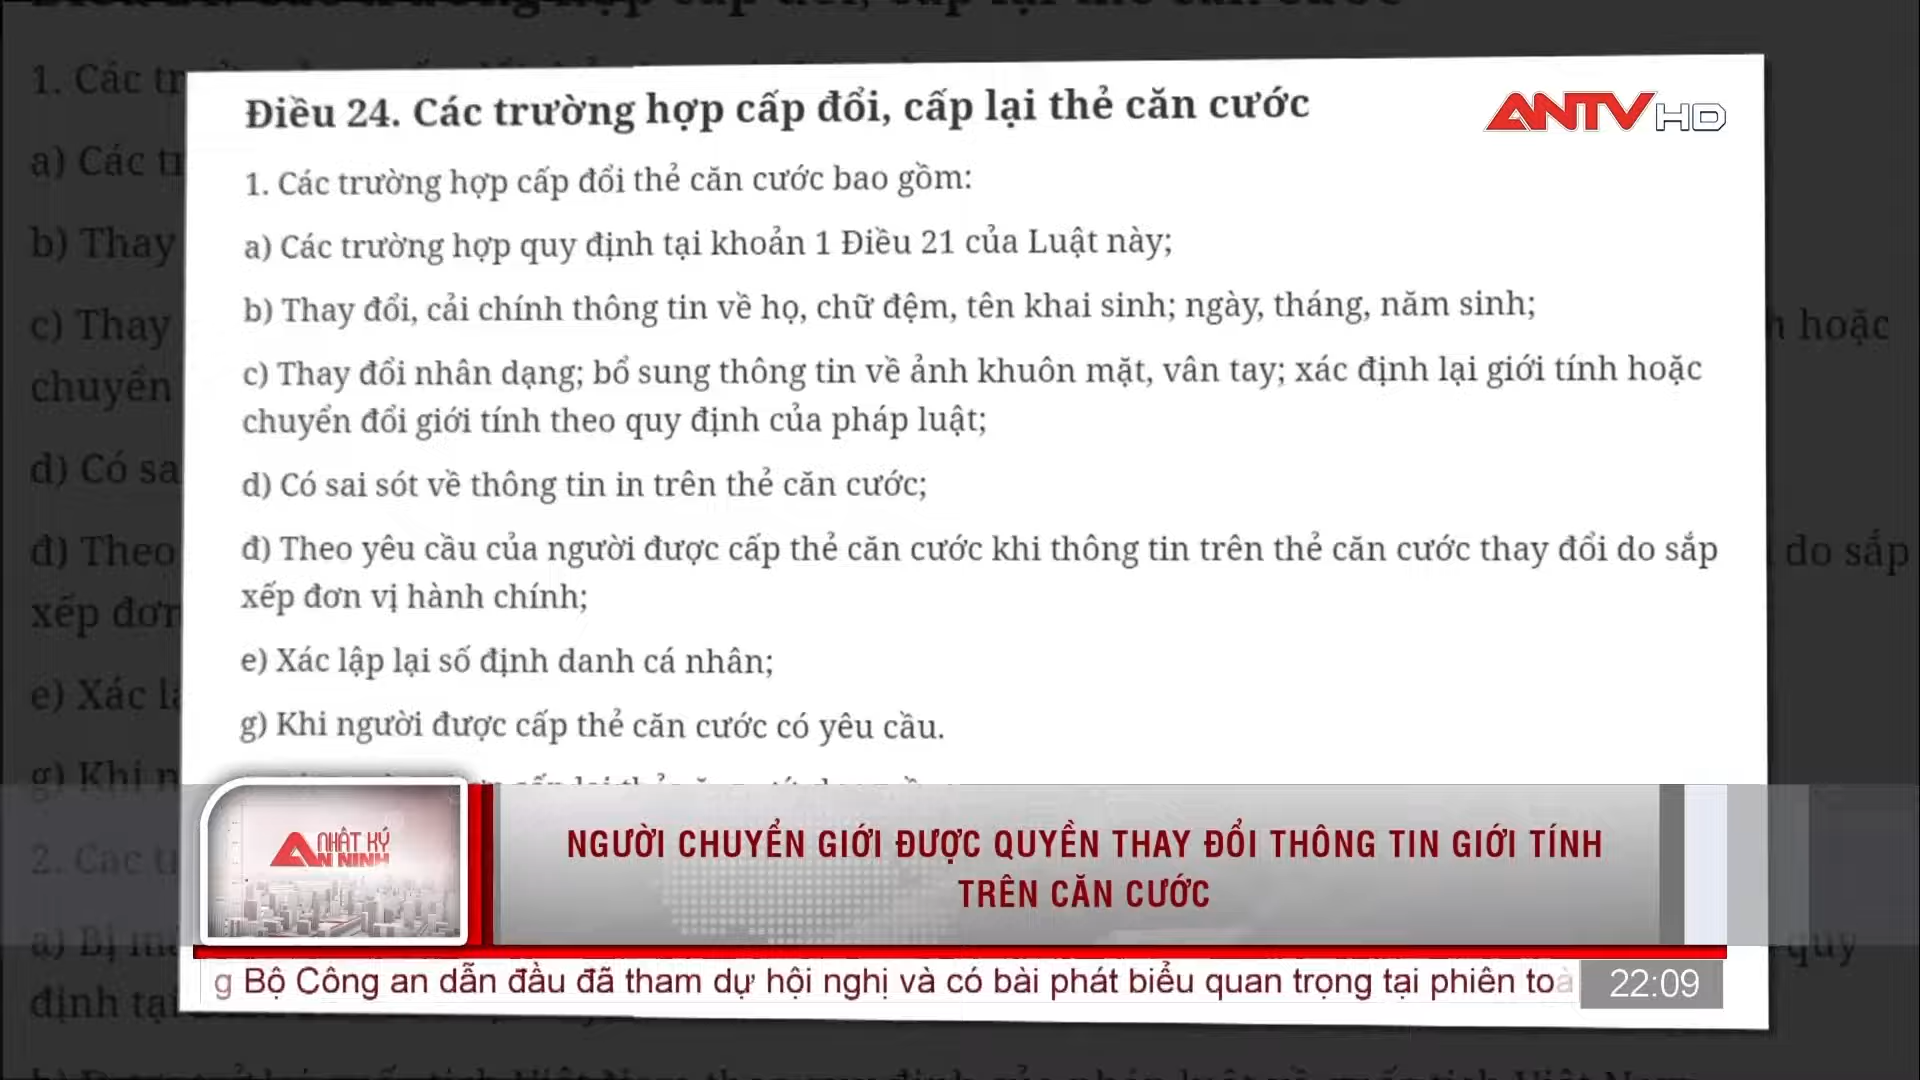 Điều 24. Các trường hợp cấp đổi, cấp lại thẻ căn cước
ANTV HD
1. Các trường hợp cấp đổi thẻ căn cước bao gồm:
a) Các trường hợp quy định tại khoản 1 Điều 21 của Luật này;
b) Thay đổi, cải chính thông tin về họ, chữ đệm, tên khai sinh; ngày, tháng, năm sinh;
c) Thay đổi nhân dạng; bổ sung thông tin về ảnh khuôn mặt, vân tay; xác định lại giới tính hoặc
chuyển đổi giới tính theo quy định của pháp luật;
d) Có sai sót về thông tin in trên thẻ căn cước;
đ) Theo yêu cầu của người được cấp thẻ căn cước khi thông tin trên thẻ căn cước thay đổi do sắp
xếp đơn vị hành chính;
e) Xác lập lại số định danh cá nhân;
g) Khi người được cấp thẻ căn cước có yêu cầu.
NHẬT KÝ
AN NINH
NGƯỜI CHUYỂN GIỚI ĐƯỢC QUYỀN THAY ĐỔI THÔNG TIN GIỚI TÍNH
TRÊN CĂN CƯỚC
g Bộ Công an dẫn đầu đã tham dự hội nghị và có bài phát biểu quan trọng tại phiên toà
22:09